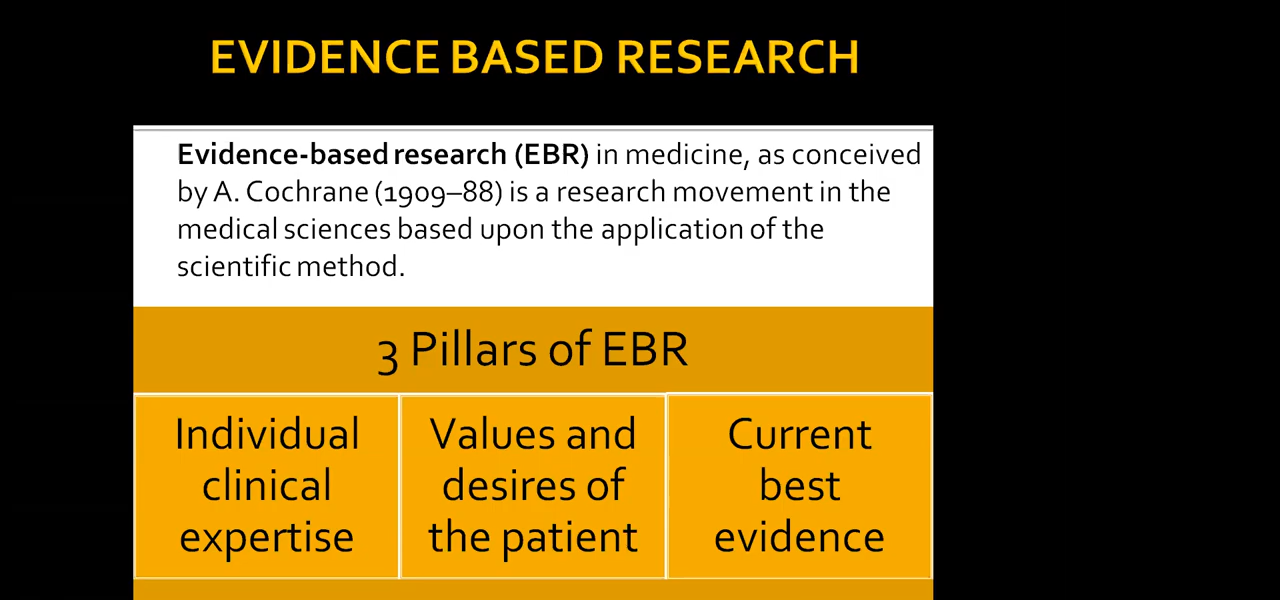 EVIDENCE BASED RESEARCH
Evidence-based research (EBR) in medicine, as conceived
by A. Cochrane (1909–88) is a research movement in the
medical sciences based upon the application of the
scientific method.
3 Pillars of EBR
Individual
clinical
expertise
Values and
desires of
the patient
Current
best
evidence